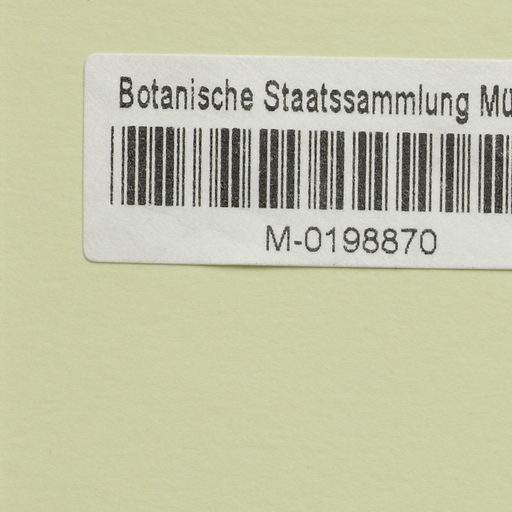 Botanische Staatssammlung Mü
M-0198870